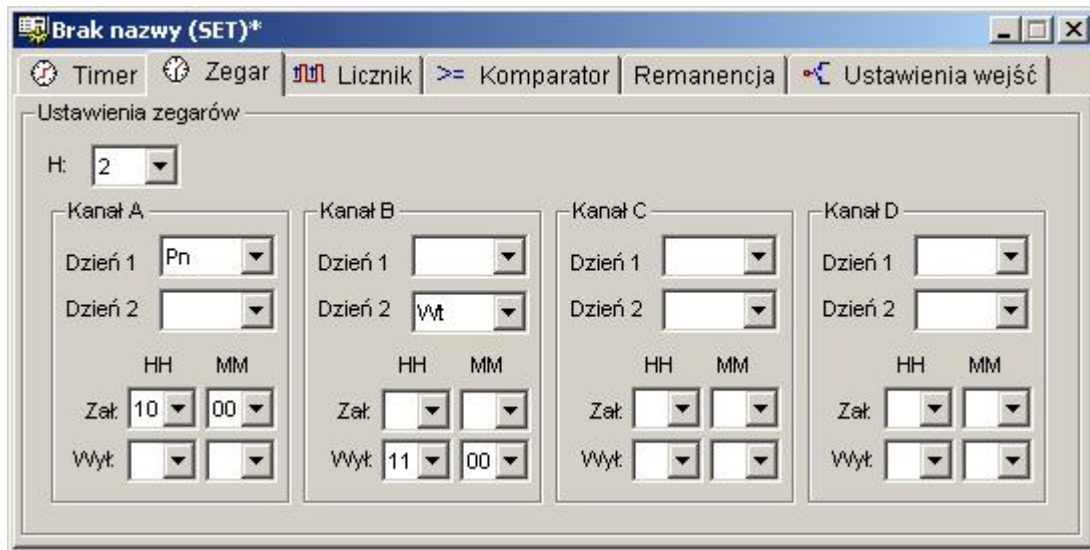 Brak nazwy (SET)*
Timer Zegar Licznik >= Komparator Remanencja Ustawienia wejść
Ustawienia zegarów
H: 2
Kanał A Kanał B Kanał C Kanał D
Dzień 1 Pn Dzień 1 Dzień 1 Dzień 1
Dzień 2 Dzień 2 Wt Dzień 2 Dzień 2
HH MM HH MM HH MM HH MM
Zał: 10 00 Zał: Zał: Zał:
Wył: Wył: 11 00 Wył: Wył: